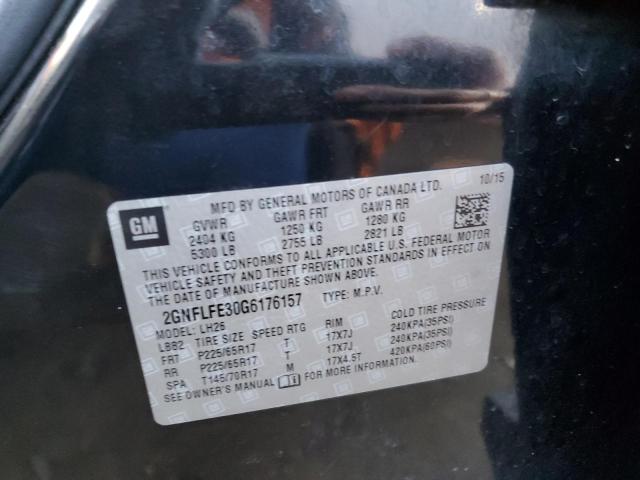 MFD BY GENERAL MOTORS OF CANADA LTD. 10/15
GM
GVWR GAWR FRT GAWR RR
2404 KG 1250 KG 1280 KG
5300 LB 2755 LB 2821 LB
THIS VEHICLE CONFORMS TO ALL APPLICABLE U.S. FEDERAL MOTOR
VEHICLE SAFETY AND THEFT PREVENTION STANDARDS IN EFFECT ON
THE DATE OF MANUFACTURE SHOWN ABOVE.
2GNFLFE30G6176157 TYPE: M.P.V.
MODEL: LH26
LB82 TIRE SIZE SPEED RTG RIM COLD TIRE PRESSURE
FRT P225/65R17 T 17X7J 240KPA(35PSI)
RR P225/65R17 T 17X7J 240KPA(35PSI)
SPA T145/70R17 M 17X4.5T 420KPA(60PSI)
SEE OWNER'S MANUAL FOR MORE INFORMATION.